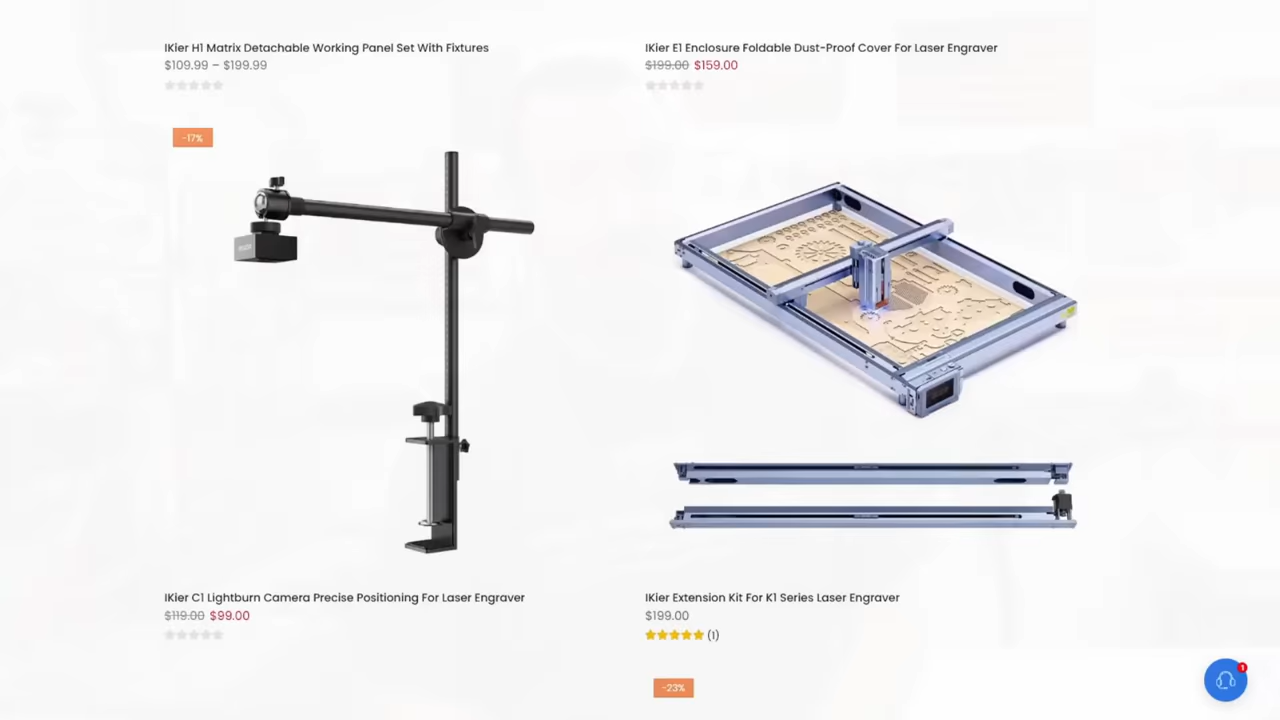 IKier H1 Matrix Detachable Working Panel Set With Fixtures
$109.99 – $199.99
IKier E1 Enclosure Foldable Dust-Proof Cover For Laser Engraver
$199.00 $159.00
-17%
IKier C1 Lightburn Camera Precise Positioning For Laser Engraver
$119.00 $99.00
IKier Extension Kit For K1 Series Laser Engraver
$199.00
(1)
-23%
1